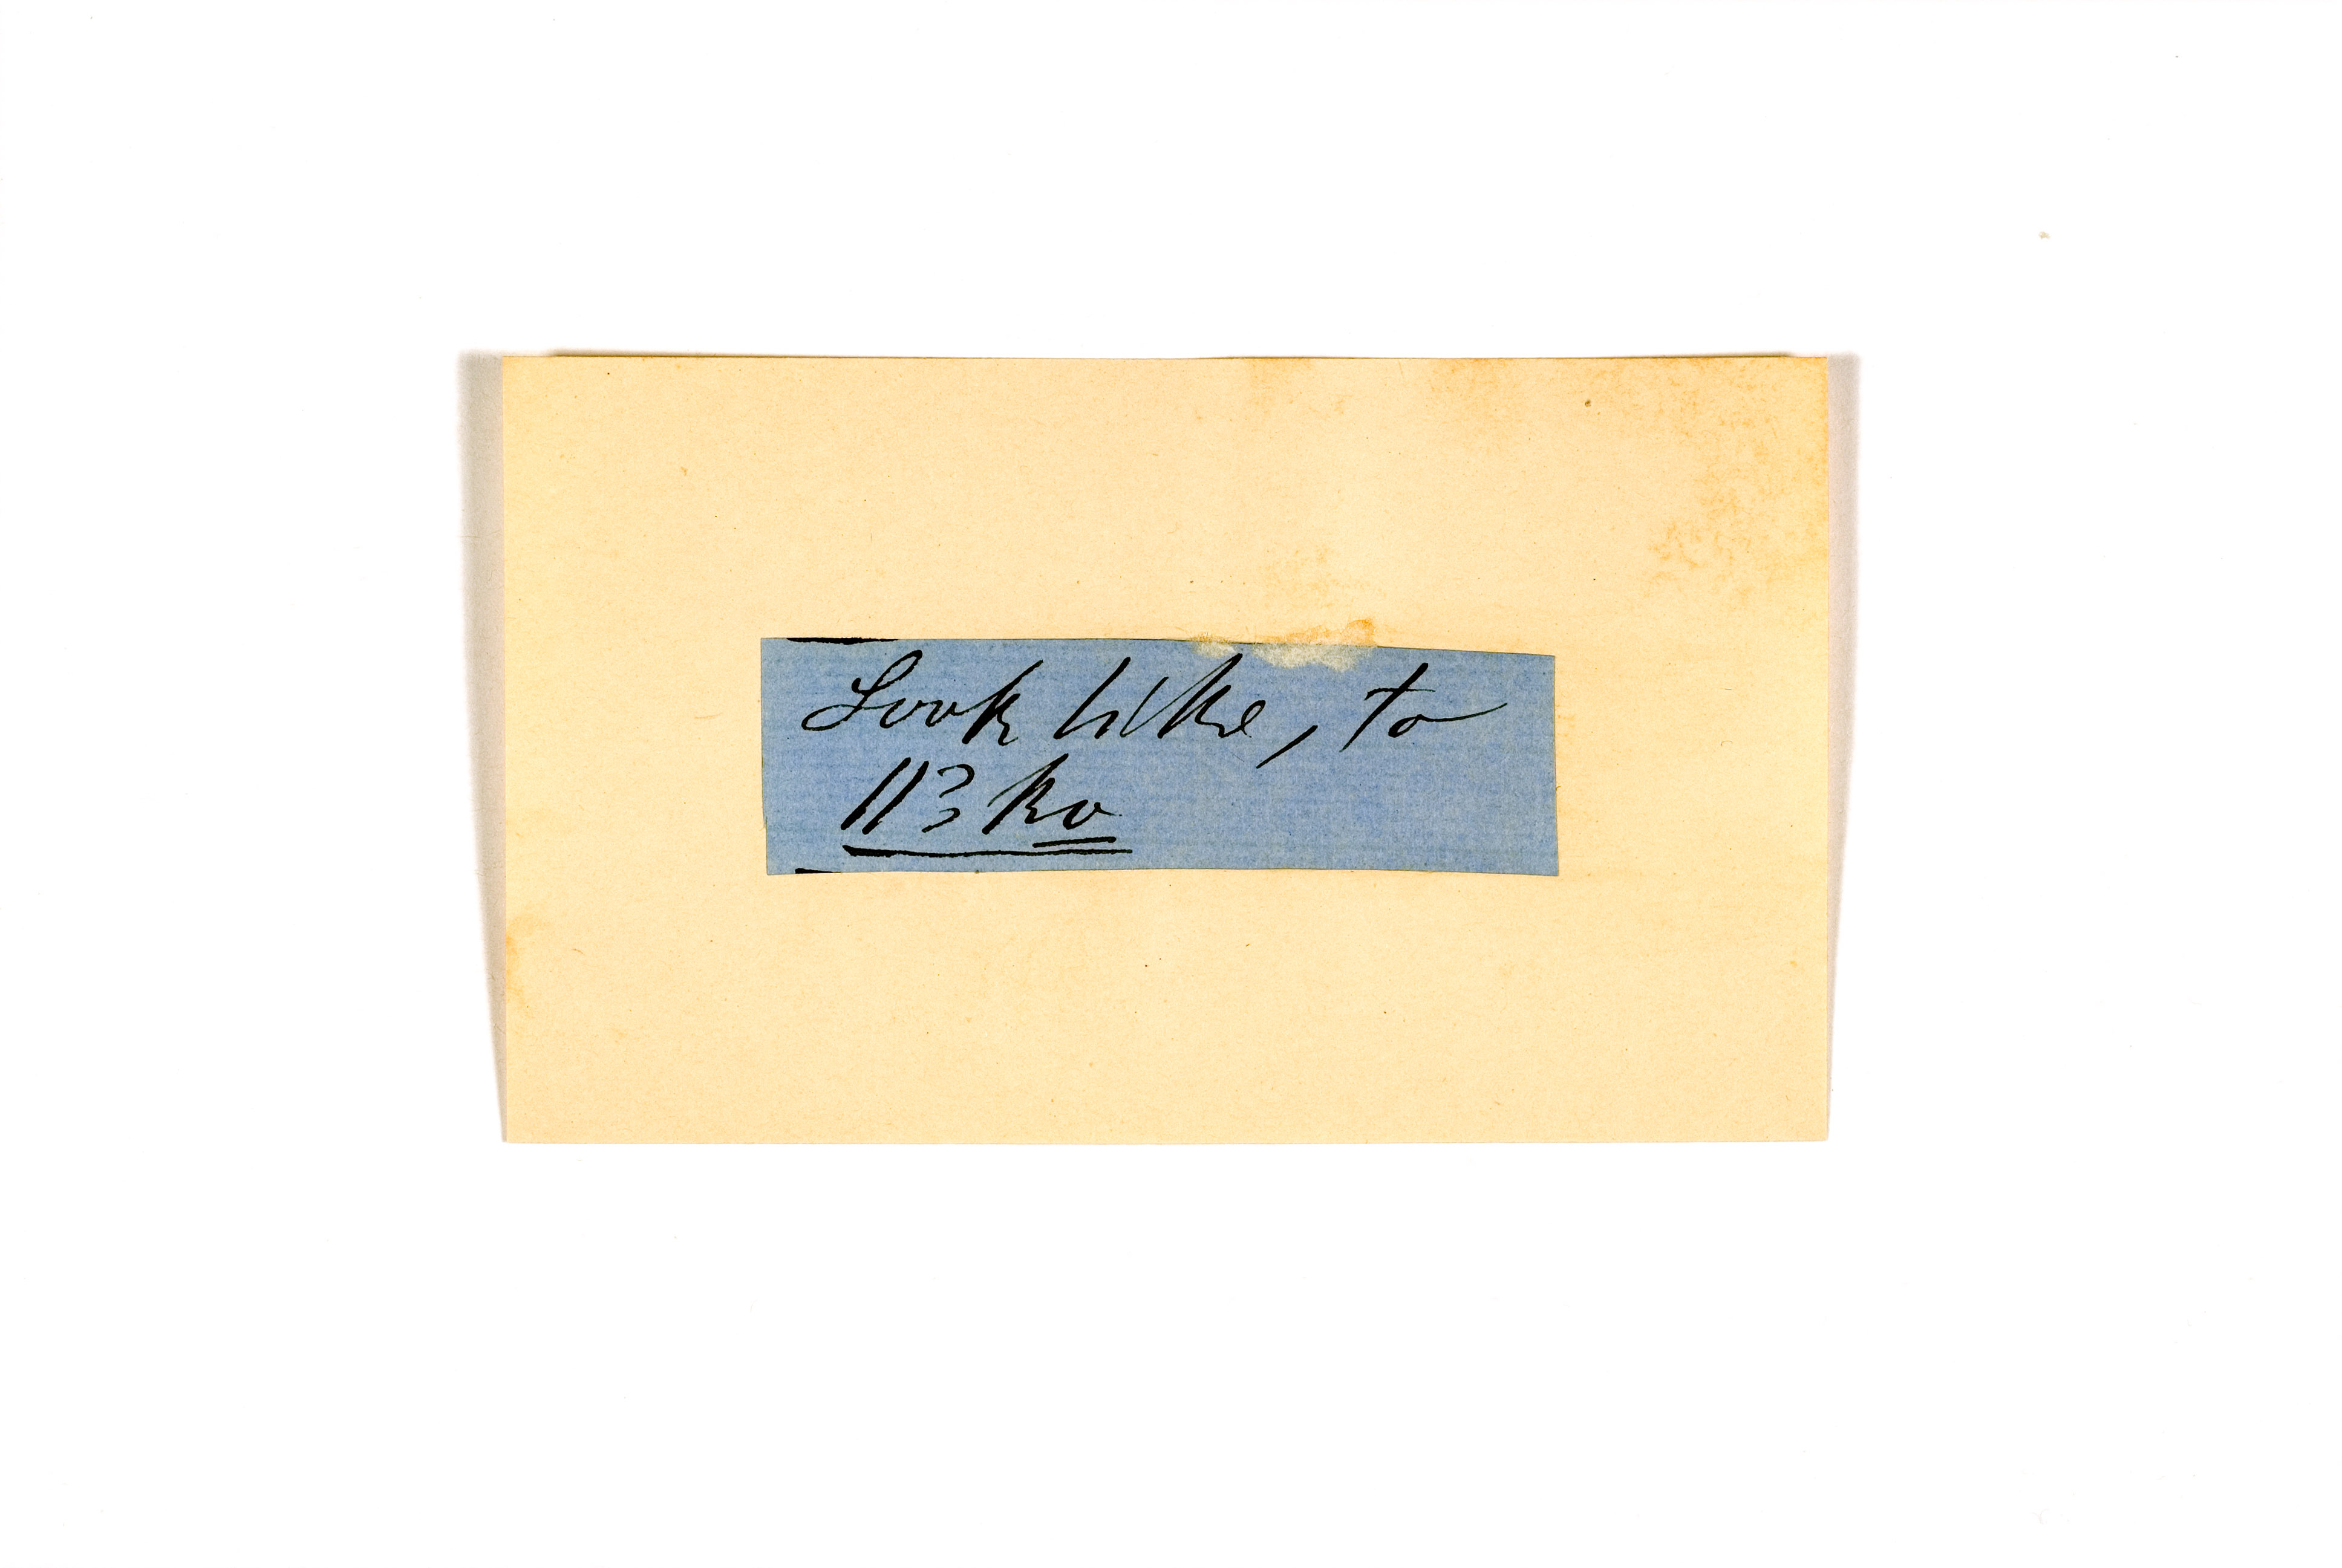 Look like, to
113 ko